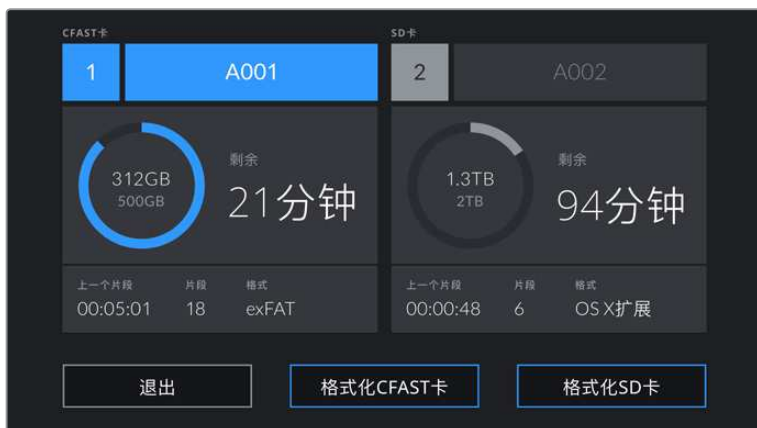 CFAST卡
1
A001
312GB
500GB
剩余
21分钟
上一个片段
片段
格式
00:05:01
18
exFAT
SD卡
2
A002
1.3TB
2TB
剩余
94分钟
上一个片段
片段
格式
00:00:48
6
OS X扩展
退出
格式化CFAST卡
格式化SD卡